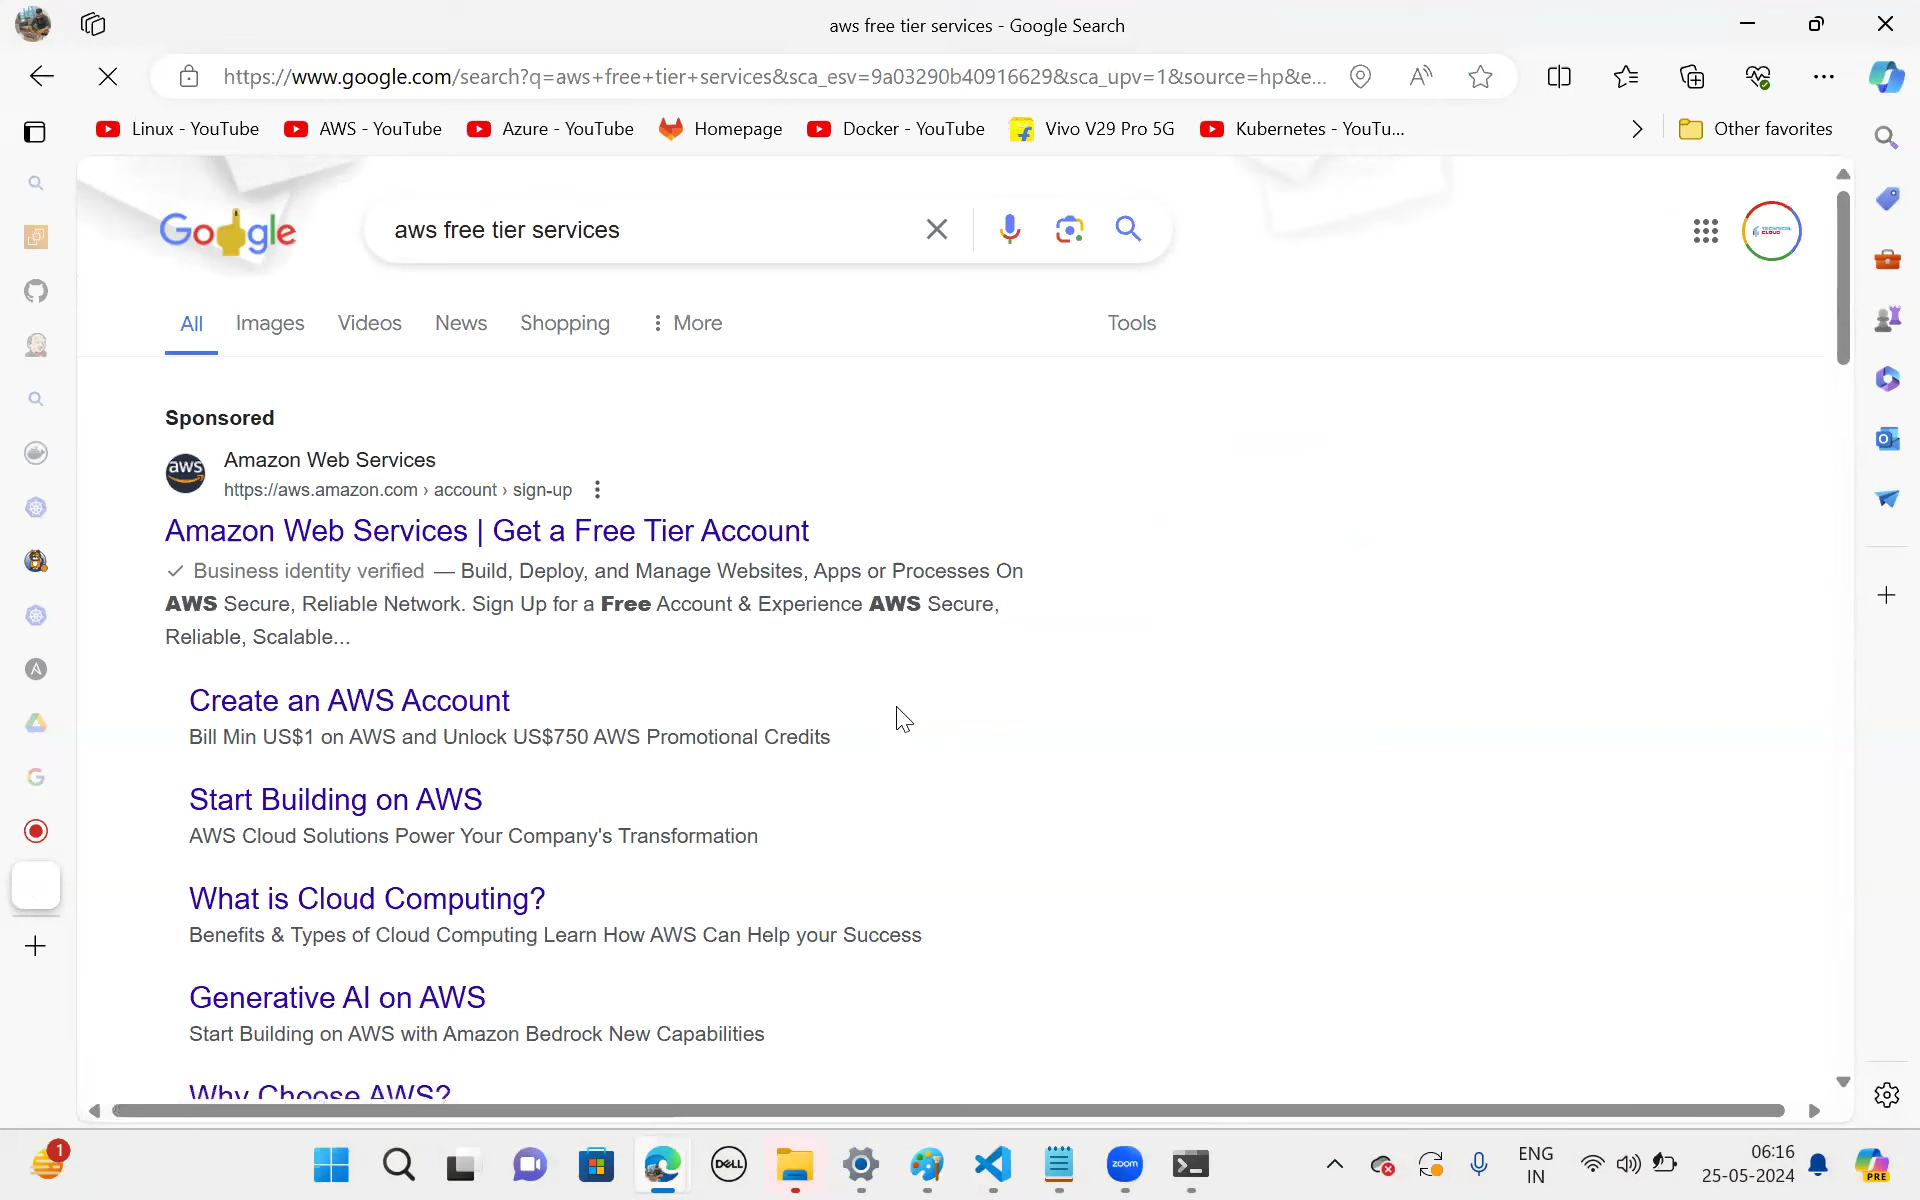 aws free tier services - Google Search
https://www.google.com/search?q=aws+free+tier+services&sca_esv=9a03290b40916629&sca_upv=1&source=hp&e...
Linux - YouTube
AWS - YouTube
Azure - YouTube
Homepage
Docker - YouTube
Vivo V29 Pro 5G
Kubernetes - YouTu...
Other favorites
Google
aws free tier services
TECHNICAL CLOUD
All
Images
Videos
News
Shopping
More
Tools
Sponsored
aws
Amazon Web Services
https://aws.amazon.com › account › sign-up
Amazon Web Services | Get a Free Tier Account
Business identity verified — Build, Deploy, and Manage Websites, Apps or Processes On
AWS Secure, Reliable Network. Sign Up for a Free Account & Experience AWS Secure,
Reliable, Scalable...
Create an AWS Account
Bill Min US$1 on AWS and Unlock US$750 AWS Promotional Credits
Start Building on AWS
AWS Cloud Solutions Power Your Company's Transformation
What is Cloud Computing?
Benefits & Types of Cloud Computing Learn How AWS Can Help your Success
Generative AI on AWS
Start Building on AWS with Amazon Bedrock New Capabilities
Why Choose AWS?
1
DELL
zoom
ENG
IN
06:16
25-05-2024
PRE